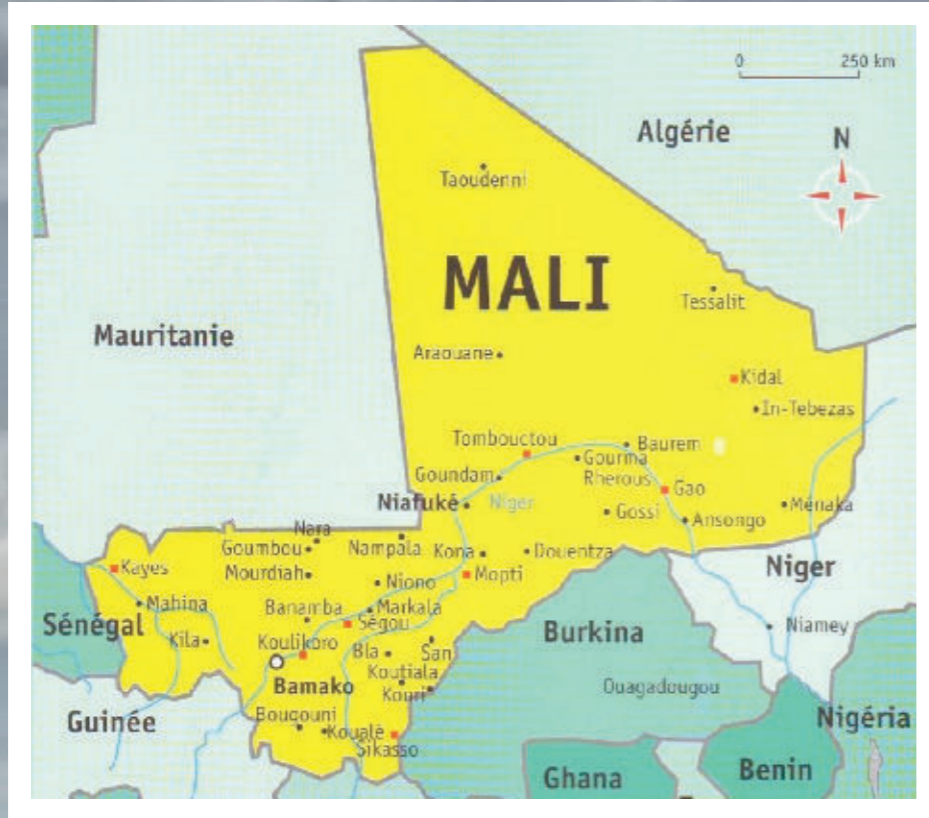 0 250 km
Algérie
N
Taoudenni
MALI
Tessalit
Mauritanie
Araouane
Kidal
In-Tebezas
Tombouctou
Baurem
Gourma
Rherous
Goundam
Gao
Niafuké
Niger
Ménaka
Gossi
Ansongo
Nara
Goumbou
Nampala
Kona
Douentza
Kayes
Mourdiah
Niono
Mopti
Niger
Mahina
Banamba
Markala
Sénégal
Ségou
Niamey
Kila
Koulikoro
Bla
San
Burkina
Bamako
Koutiala
Kouri
Ouagadougou
Guinée
Bougouni
Koualé
Sikasso
Nigéria
Ghana
Benin